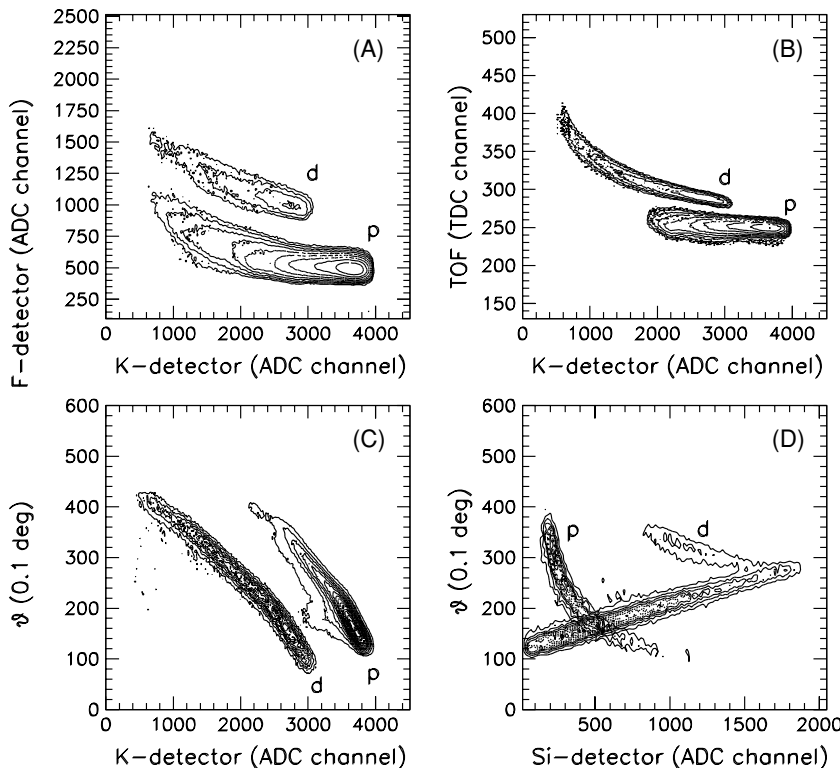 (A)
F-detector (ADC channel)
2500
2250
2000
1750
1500
1250
1000
750
500
250
d
p
0 1000 2000 3000 4000
K-detector (ADC channel)
(B)
TOF (TDC channel)
500
450
400
350
300
250
200
150
d
p
0 1000 2000 3000 4000
K-detector (ADC channel)
(C)
ϑ (0.1 deg)
600
500
400
300
200
100
0
d
p
0 1000 2000 3000 4000
K-detector (ADC channel)
(D)
ϑ (0.1 deg)
600
500
400
300
200
100
0
p
d
500 1000 1500 2000
Si-detector (ADC channel)